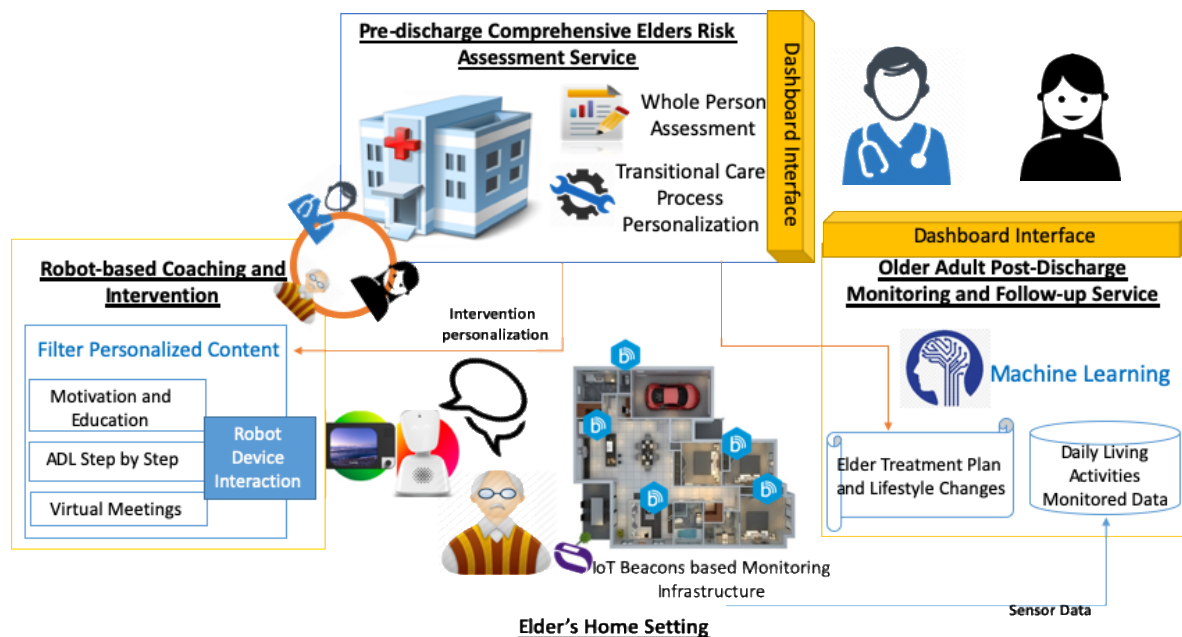 Pre-discharge Comprehensive Elders Risk
Assessment Service
Whole Person
Assessment
Transitional Care
Process
Personalization
Dashboard Interface
Dashboard Interface
Older Adult Post-Discharge
Monitoring and Follow-up Service
Machine Learning
Elder Treatment Plan
and Lifestyle Changes
Daily Living
Activities
Monitored Data
Robot-based Coaching and
Intervention
Filter Personalized Content
Motivation and
Education
ADL Step by Step
Virtual Meetings
Robot
Device
Interaction
Intervention
personalization
b
b
b
b
b
IoT Beacons based Monitoring
Infrastructure
Sensor Data
Elder's Home Setting